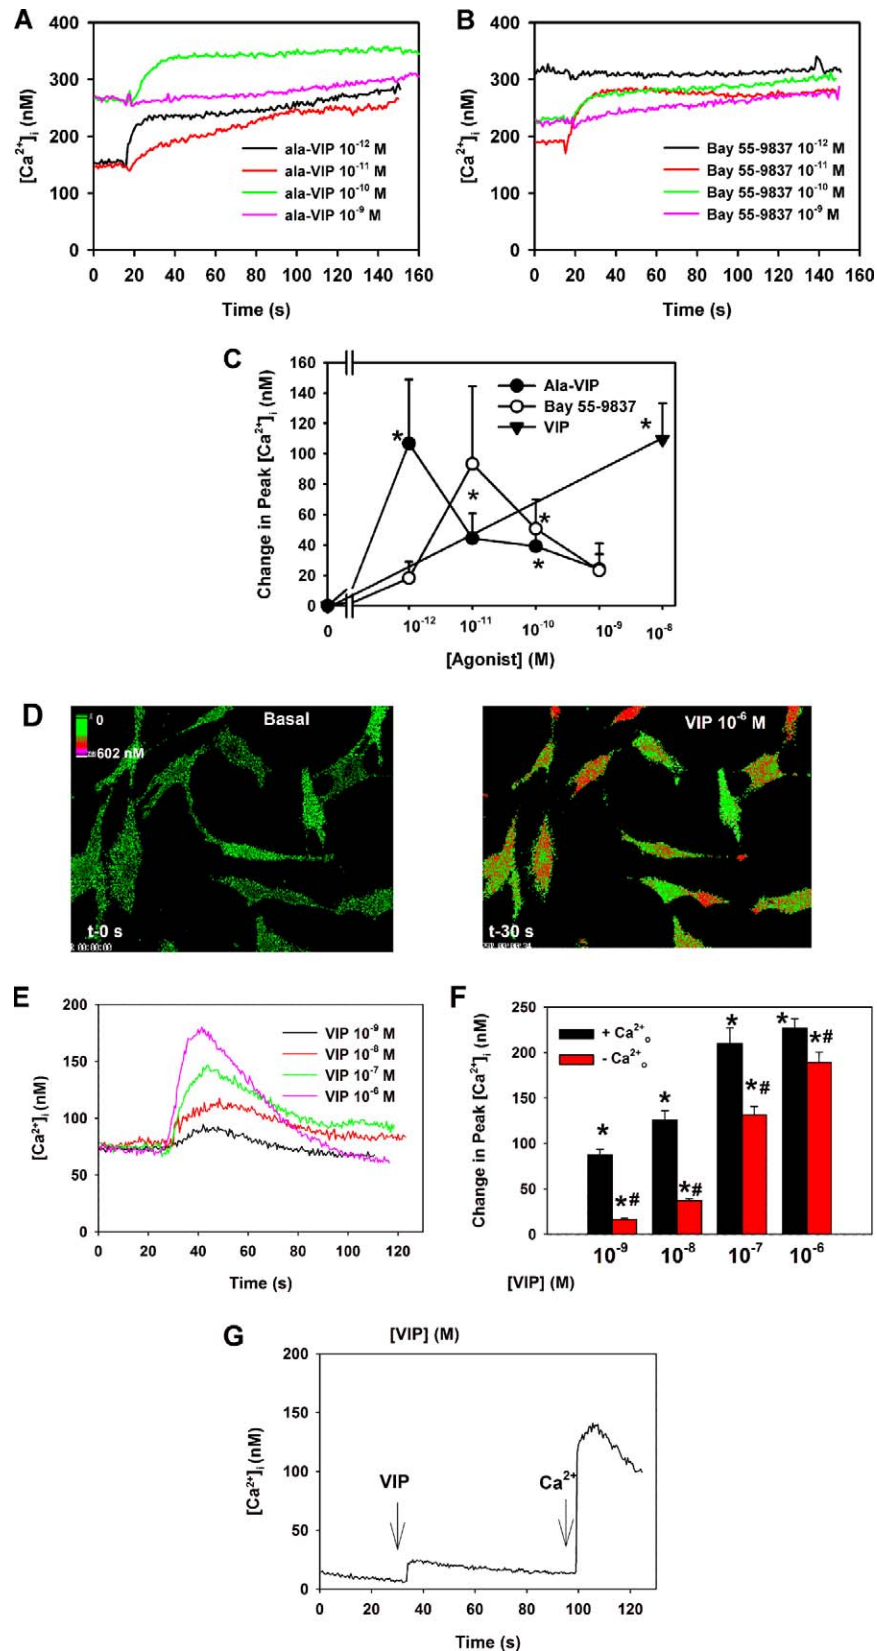 A
400
300
200
100
0
[Ca²⁺]ᵢ (nM)
ala-VIP 10⁻¹² M
ala-VIP 10⁻¹¹ M
ala-VIP 10⁻¹⁰ M
ala-VIP 10⁻⁹ M
0 20 40 60 80 100 120 140 160
Time (s)
B
400
300
200
100
0
[Ca²⁺]ᵢ (nM)
Bay 55-9837 10⁻¹² M
Bay 55-9837 10⁻¹¹ M
Bay 55-9837 10⁻¹⁰ M
Bay 55-9837 10⁻⁹ M
0 20 40 60 80 100 120 140 160
Time (s)
C
160
140
120
100
80
60
40
20
0
Change in Peak [Ca²⁺]ᵢ (nM)
Ala-VIP
Bay 55-9837
VIP
*
*
*
*
*
0 10⁻¹² 10⁻¹¹ 10⁻¹⁰ 10⁻⁹ 10⁻⁸
[Agonist] (M)
D
0
602 nM
Basal
t-0 s
VIP 10⁻⁶ M
t-30 s
E
200
150
100
50
0
[Ca²⁺]ᵢ (nM)
VIP 10⁻⁹ M
VIP 10⁻⁸ M
VIP 10⁻⁷ M
VIP 10⁻⁶ M
0 20 40 60 80 100 120
Time (s)
F
250
200
150
100
50
0
Change in Peak [Ca²⁺]ᵢ (nM)
+ Ca²⁺ₒ
- Ca²⁺ₒ
* *# * *# * *# * *#
10⁻⁹ 10⁻⁸ 10⁻⁷ 10⁻⁶
[VIP] (M)
G
[VIP] (M)
200
150
100
50
0
[Ca²⁺]ᵢ (nM)
VIP
Ca²⁺
0 20 40 60 80 100 120
Time (s)